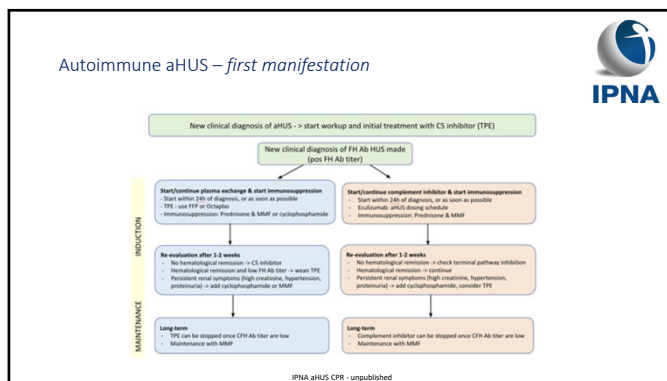 Autoimmune aHUS – first manifestation
IPNA
New clinical diagnosis of aHUS - > start workup and initial treatment with C5 inhibitor (TPE)
New clinical diagnosis of FH Ab HUS made
(pos FH Ab titer)
INDUCTION
Start/continue plasma exchange & start immunosuppression
- Start within 24h of diagnosis, or as soon as possible
- TPE - use FFP or Octaplas
- Immunosuppression: Prednisone & MMF or cyclophosphamide
Start/continue complement inhibitor & start immunosuppression
- Start within 24h of diagnosis, or as soon as possible
- Eculizumab: aHUS dosing schedule
- Immunosuppression: Prednisone & MMF
Re-evaluation after 1-2 weeks
- No hematological remission -> C5 inhibitor
- Hematological remission and low FH Ab titer -> wean TPE
- Persistent renal symptoms (high creatinine, hypertension,
proteinuria) -> add cyclophosphamide or MMF
Re-evaluation after 1-2 weeks
- No hematological remission -> check terminal pathway inhibition
- Hematological remission -> continue
- Persistent renal symptoms (high creatinine, hypertension,
proteinuria) -> add cyclophosphamide, consider TPE
MAINTENANCE
Long-term
- TPE can be stopped once CFH Ab titer are low
- Maintenance with MMF
Long-term
- Complement inhibitor can be stopped once CFH Ab titer are low
- Maintenance with MMF
IPNA aHUS CPR - unpublished